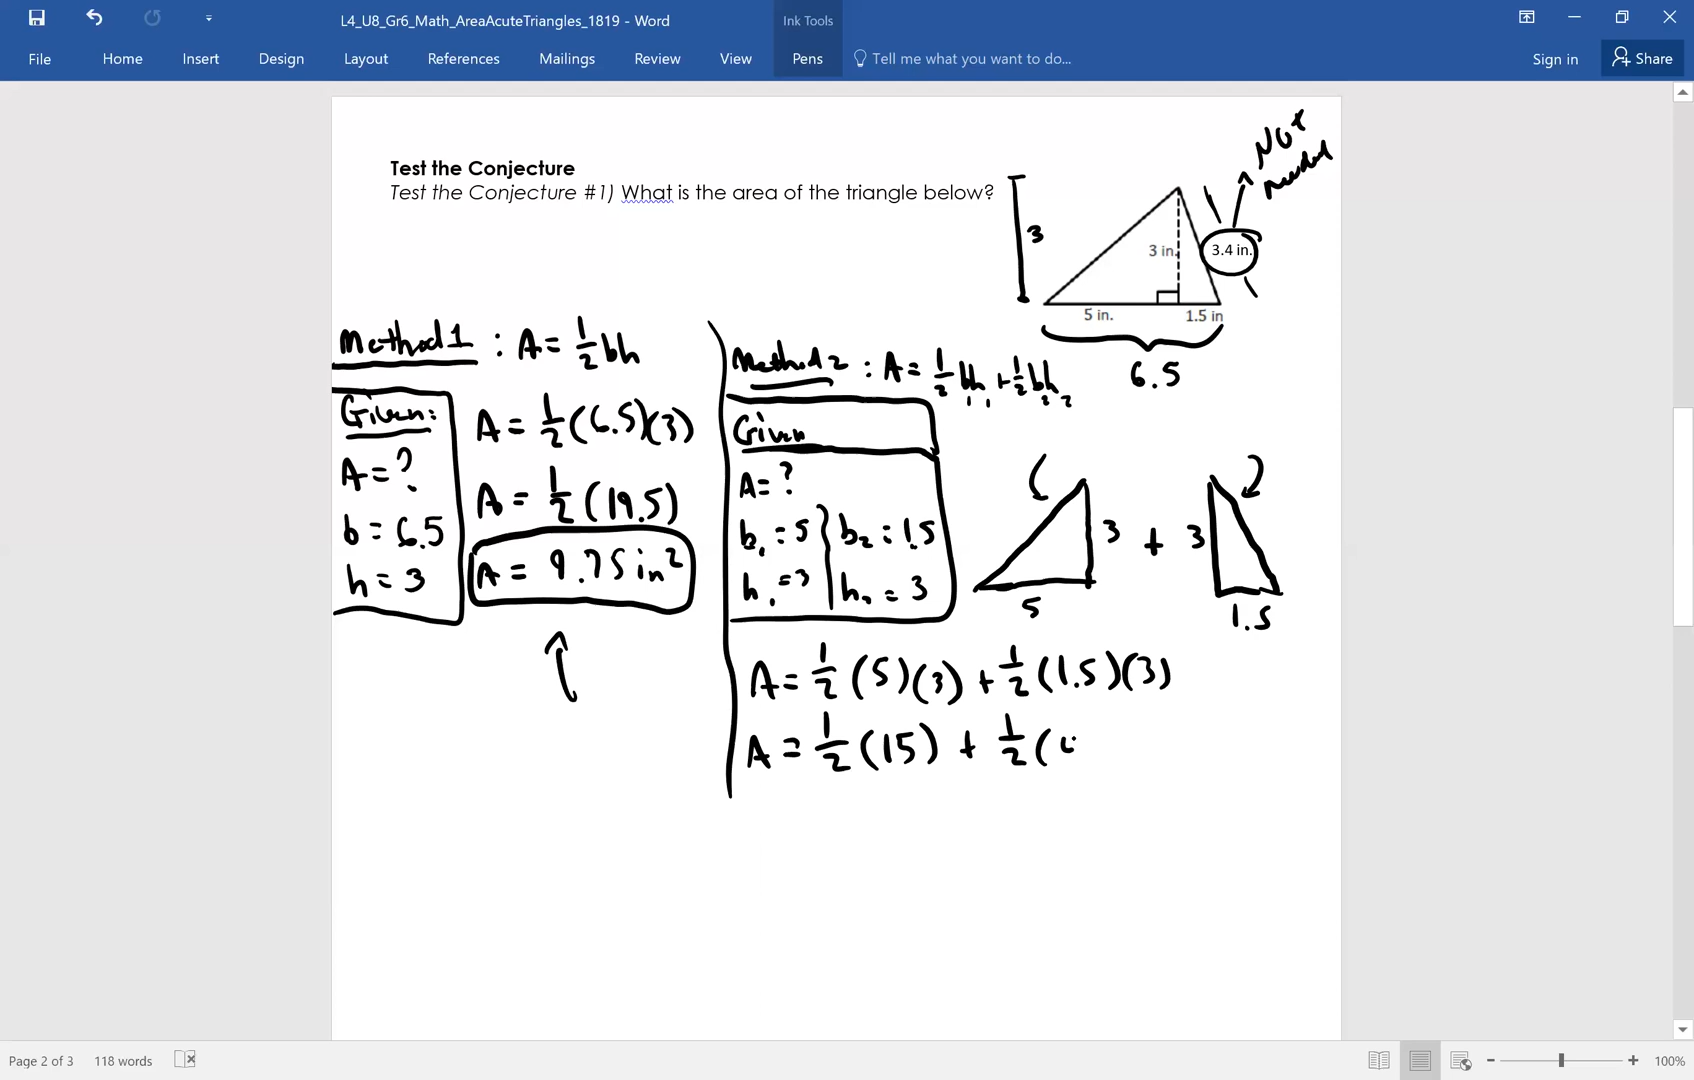 L4_U8_Gr6_Math_AreaAcuteTriangles_1819 - Word
Ink Tools
File Home Insert Design Layout References Mailings Review View Pens Tell me what you want to do... Sign in Share
Test the Conjecture
Test the Conjecture #1) What is the area of the triangle below?
Not
needed
3
3 in.
3.4 in.
5 in.
1.5 in
6.5
Method 1 : A = 1/2 bh
Given:
A = ?
b = 6.5
h = 3
A = 1/2 (6.5)(3)
A = 1/2 (19.5)
A = 9.75 in²
Method 2 : A = 1/2 b₁h₁ + 1/2 b₂h₂
Given
A = ?
b₁ = 5 b₂ = 1.5
h₁ = 3 h₂ = 3
3 + 3
5 1.5
A = 1/2 (5)(3) + 1/2 (1.5)(3)
A = 1/2 (15) + 1/2 (
Page 2 of 3 118 words 100%